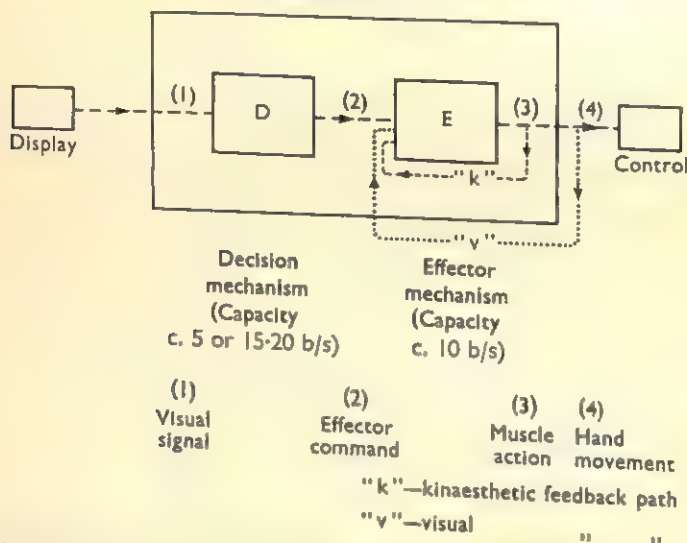 (1)
D
(2)
E
(3)
(4)
Display
Control
"k"
"v"
Decision
mechanism
(Capacity
c. 5 or 15·20 b/s)
Effector
mechanism
(Capacity
c. 10 b/s)
(1)
Visual
signal
(2)
Effector
command
(3)
Muscle
action
(4)
Hand
movement
"k"—kinaesthetic feedback path
"v"—visual